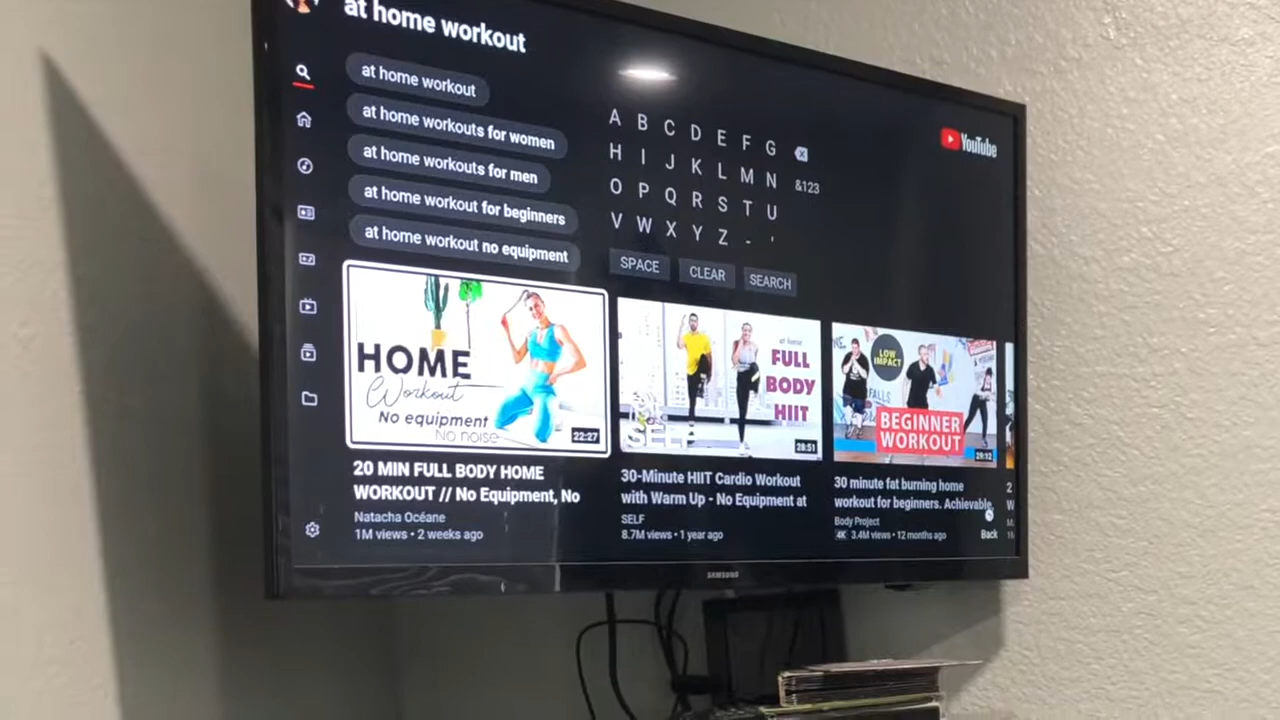 at home workout
at home workout
at home workouts for women
at home workouts for men
at home workout for beginners
at home workout no equipment
A B C D E F G
H I J K L M N
&123
O P Q R S T U
V W X Y Z - '
SPACE CLEAR SEARCH
YouTube
HOME
Workout
No equipment
No noise
22:27
20 MIN FULL BODY HOME
WORKOUT // No Equipment, No
Natacha Océane
1M views • 2 weeks ago
at home
FULL
BODY
HIIT
SELF
28:51
30-Minute HIIT Cardio Workout
with Warm Up - No Equipment at
SELF
8.7M views • 1 year ago
LOW
IMPACT
FALLS
BEGINNER
WORKOUT
29:12
30 minute fat burning home
workout for beginners. Achievable,
Body Project
4K 3.4M views • 12 months ago
2
Back
SAMSUNG